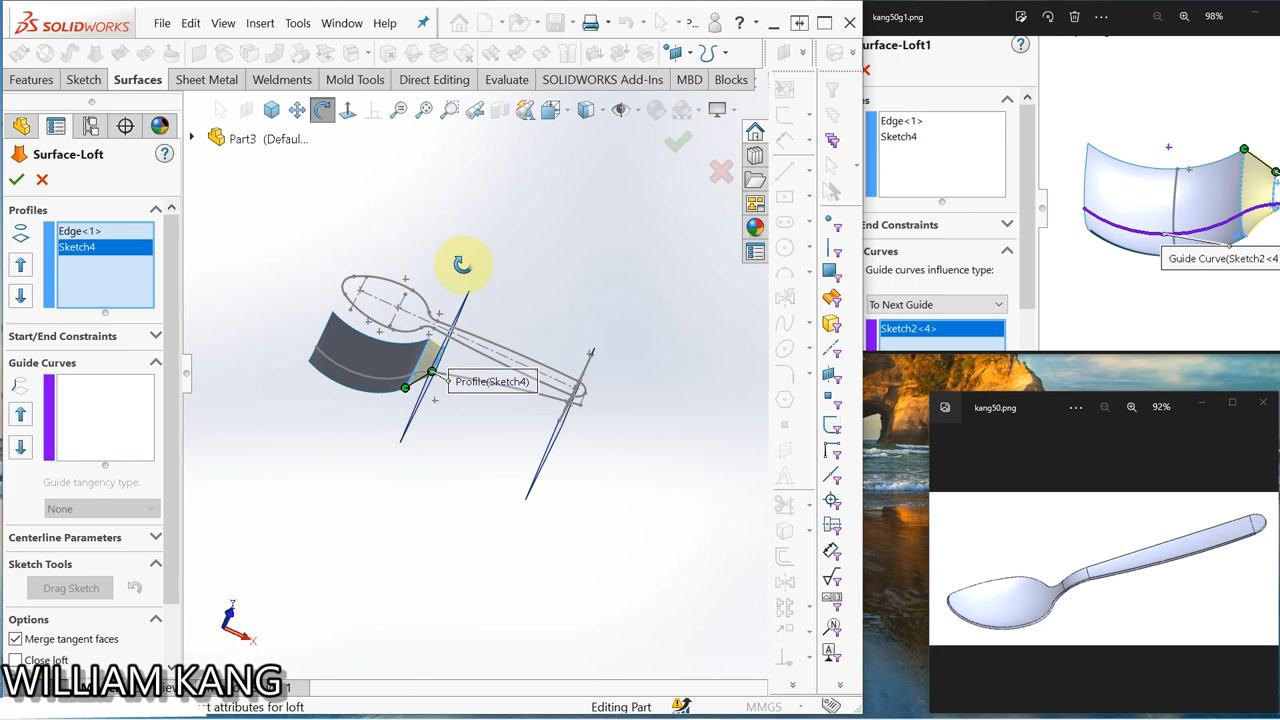 SOLIDWORKS File Edit View Insert Tools Window Help
Features Sketch Surfaces Sheet Metal Weldments Mold Tools Direct Editing Evaluate SOLIDWORKS Add-Ins MBD Blocks
Part3 (Defaul...
Surface-Loft
Profiles
Edge<1>
Sketch4
Start/End Constraints
Guide Curves
Guide tangency type:
None
Centerline Parameters
Sketch Tools
Drag Sketch
Options
Merge tangent faces
Close loft
Profile(Sketch4)
Z
X
WILLIAM KANG
attributes for loft
Editing Part
MMGS
kang50g1.png
98%
urface-Loft1
es
Edge<1>
Sketch4
End Constraints
Curves
Guide curves influence type:
To Next Guide
Sketch2<4>
Guide Curve(Sketch2<4
kang50.png
92%